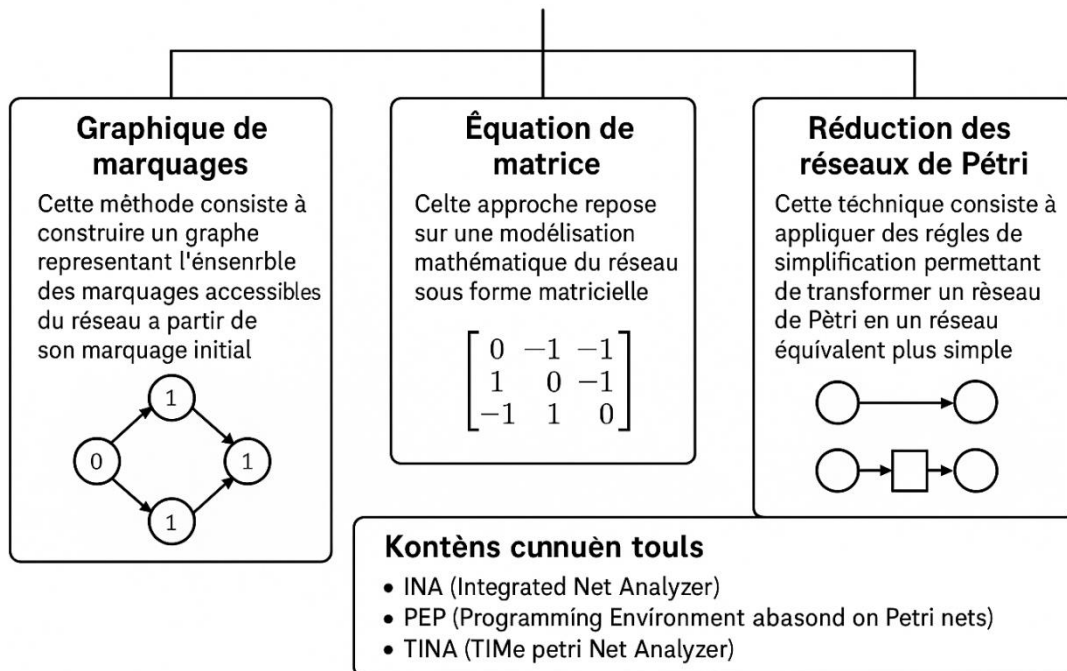 Graphique de
marquages
Cette mêthode consiste à
construire un graphe
representant l'énsenrble
des marquages accessibles
du réseau a partir de
son marquage initial
1
0
1
1
Êquation de
matrice
Celte approche repose
sur une modélisation
mathématique du réseau
sous forme matricielle
0 −1 −1
1 0 −1
−1 1 0
Réduction des
réseaux de Pétri
Cette téchnique consiste à
appliquer des régles de
simplification permettant
de transformer un rèseau
de Pètri en un réseau
équívalent plus simple
Kontèns cunnuèn touls
• INA (Integrated Net Analyzer)
• PEP (Programmíng Environment abasond on Petri nets)
• TINA (TIMe petri Net Analyzer)